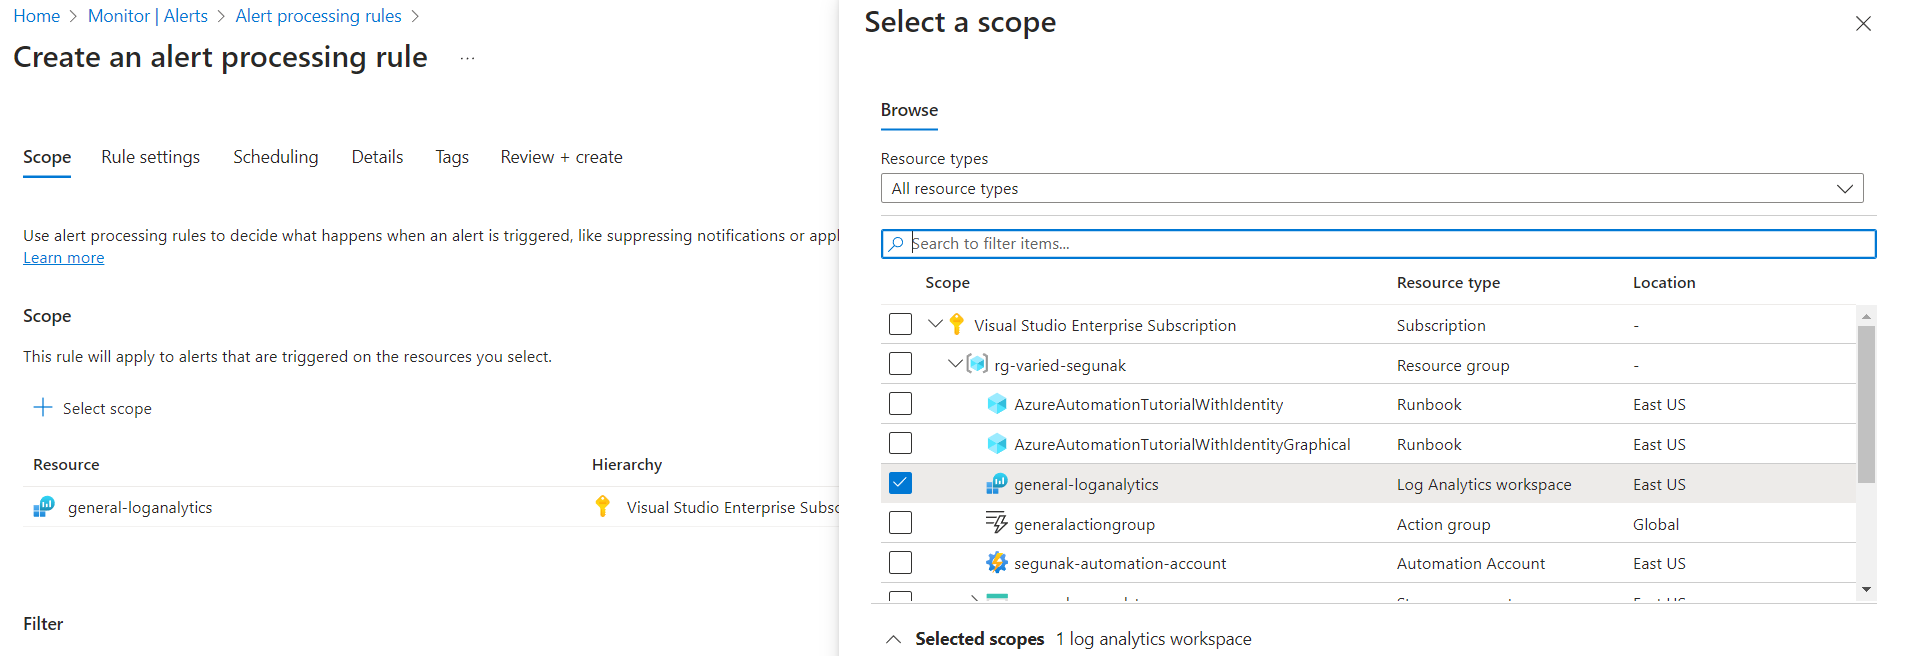 Home > Monitor | Alerts > Alert processing rules >
Create an alert processing rule ...
Scope Rule settings Scheduling Details Tags Review + create
Use alert processing rules to decide what happens when an alert is triggered, like suppressing notifications or appl
Learn more
Scope
This rule will apply to alerts that are triggered on the resources you select.
+ Select scope
Resource Hierarchy
general-loganalytics Visual Studio Enterprise Subsc
Filter
Select a scope
Browse
Resource types
All resource types
Search to filter items...
Scope Resource type Location
Visual Studio Enterprise Subscription Subscription -
rg-varied-segunak Resource group -
AzureAutomationTutorialWithIdentity Runbook East US
AzureAutomationTutorialWithIdentityGraphical Runbook East US
general-loganalytics Log Analytics workspace East US
generalactiongroup Action group Global
segunak-automation-account Automation Account East US
Selected scopes 1 log analytics workspace